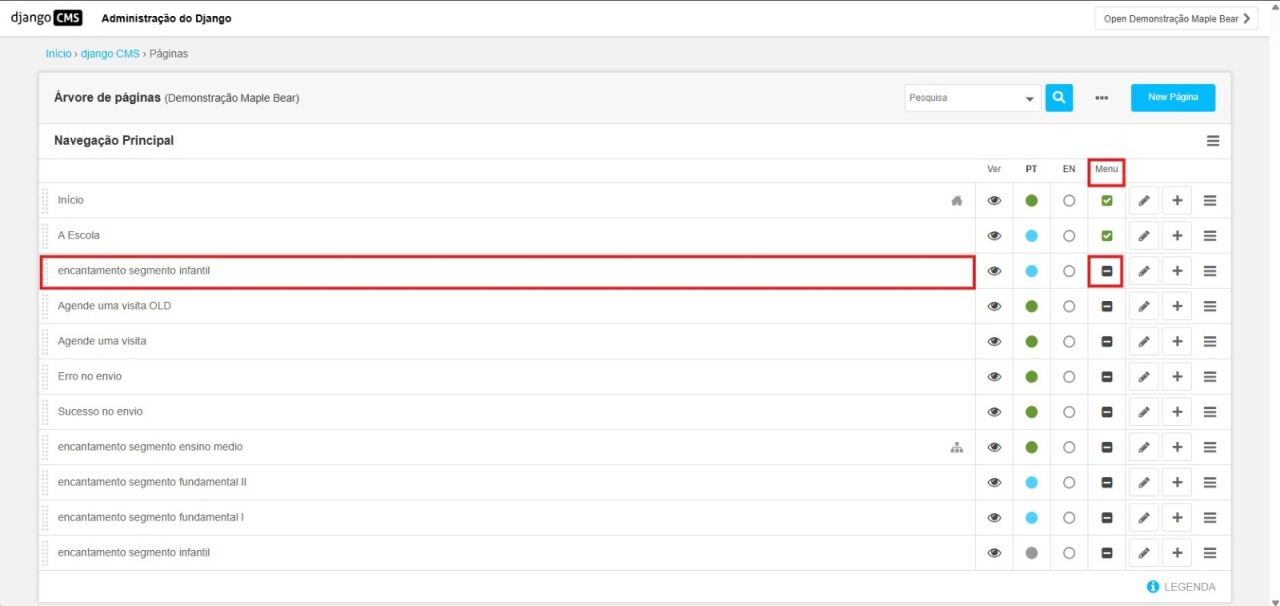 django CMS Administração do Django Open Demonstração Maple Bear
Início › django CMS › Páginas
Árvore de páginas (Demonstração Maple Bear) Pesquisa New Página
Navegação Principal
Ver PT EN Menu
Início
A Escola
encantamento segmento infantil
Agende uma visita OLD
Agende uma visita
Erro no envio
Sucesso no envio
encantamento segmento ensino medio
encantamento segmento fundamental II
encantamento segmento fundamental I
encantamento segmento infantil
LEGENDA